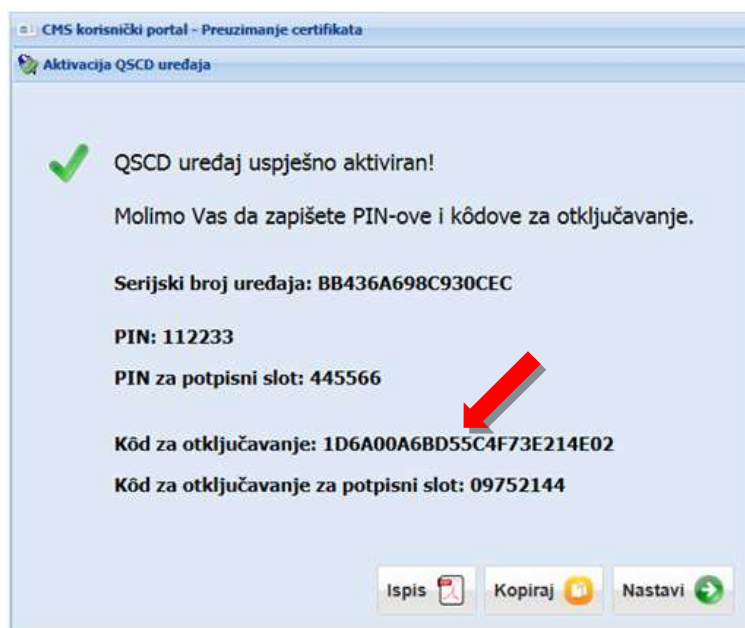 CMS korisnički portal - Preuzimanje certifikata
Aktivacija QSCD uređaja
QSCD uređaj uspješno aktiviran!
Molimo Vas da zapišete PIN-ove i kôdove za otključavanje.
Serijski broj uređaja: BB436A698C930CEC
PIN: 112233
PIN za potpisni slot: 445566
Kôd za otključavanje: 1D6A00A6BD55C4F73E214E02
Kôd za otključavanje za potpisni slot: 09752144
Ispis Kopiraj Nastavi